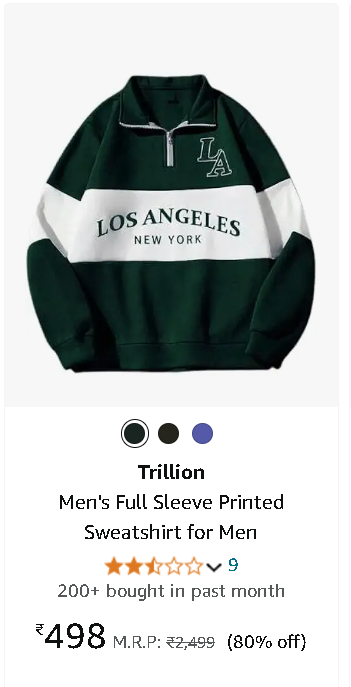 LA
LOS ANGELES
NEW YORK
Trillion
Men's Full Sleeve Printed
Sweatshirt for Men
9
200+ bought in past month
₹498 M.R.P: ₹2,499 (80% off)